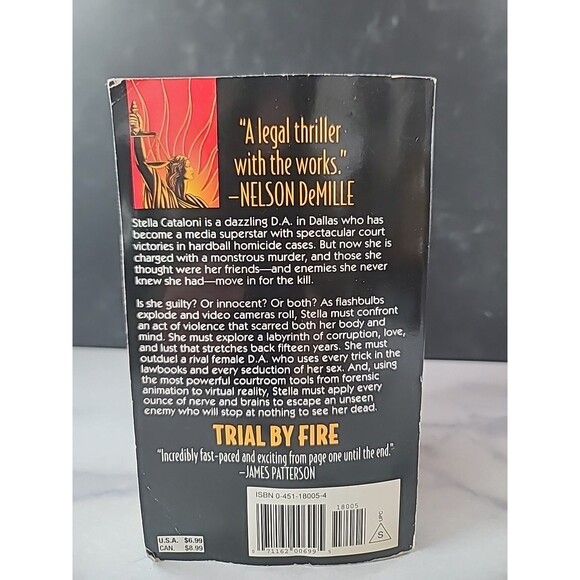 “A legal thriller
with the works.”
—NELSON DeMILLE
Stella Cataloni is a dazzling D.A. in Dallas who has
become a media superstar with spectacular court
victories in hardball homicide cases. But now she is
charged with a monstrous murder, and those she
thought were her friends—and enemies she never
knew she had—move in for the kill.
Is she guilty? Or innocent? Or both? As flashbulbs
explode and video cameras roll, Stella must confront
an act of violence that scarred both her body and
mind. She must explore a labyrinth of corruption, love,
and lust that stretches back fifteen years. She must
outduel a rival female D.A. who uses every trick in the
lawbooks and every seduction of her sex. And, using
the most powerful courtroom tools from forensic
animation to virtual reality, Stella must apply every
ounce of nerve and brains to escape an unseen
enemy who will stop at nothing to see her dead.
TRIAL BY FIRE
“Incredibly fast-paced and exciting from page one until the end.”
—JAMES PATTERSON
ISBN 0-451-18005-4
18005
UPC
S
U.S.A. $6.99
CAN. $8.99
71162 00699